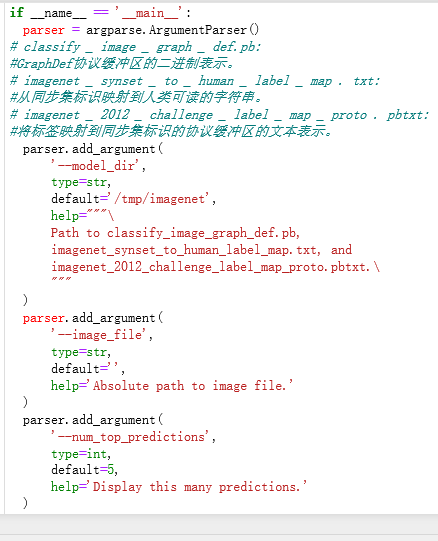 if __name__ == '__main__':
parser = argparse.ArgumentParser()
# classify _ image _ graph _ def.pb:
#GraphDef协议缓冲区的二进制表示。
# imagenet _ synset _ to _ human _ label _ map . txt:
#从同步集标识映射到人类可读的字符串。
# imagenet _ 2012 _ challenge _ label _ map _ proto . pbtxt:
#将标签映射到同步集标识的协议缓冲区的文本表示。
parser.add_argument(
'--model_dir',
type=str,
default='/tmp/imagenet',
help="""\
Path to classify_image_graph_def.pb,
imagenet_synset_to_human_label_map.txt, and
imagenet_2012_challenge_label_map_proto.pbtxt.\
"""
)
parser.add_argument(
'--image_file',
type=str,
default='',
help='Absolute path to image file.'
)
parser.add_argument(
'--num_top_predictions',
type=int,
default=5,
help='Display this many predictions.'
)